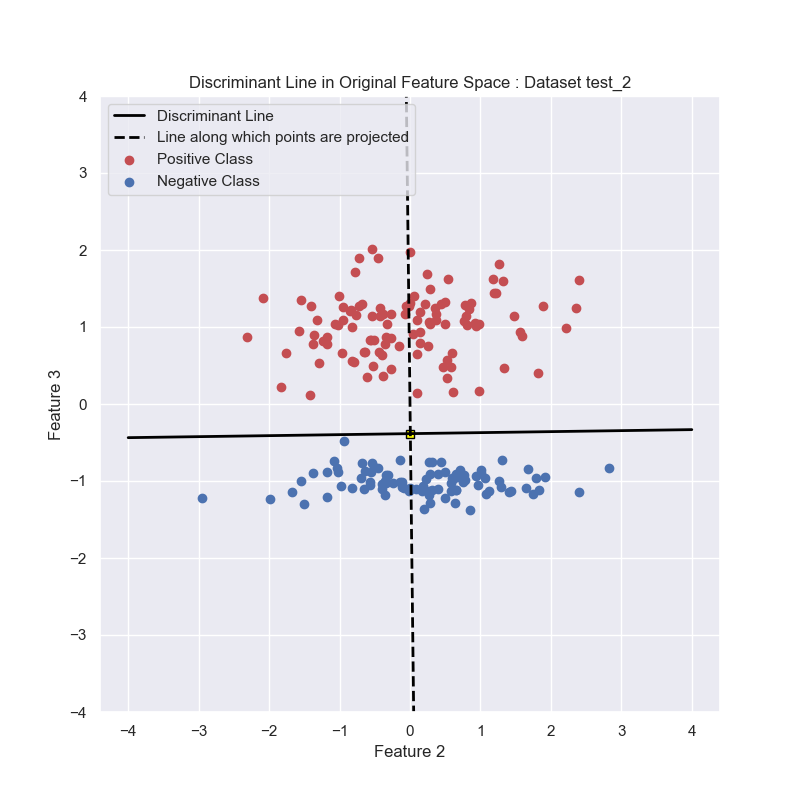 Discriminant Line in Original Feature Space : Dataset test_2
Discriminant Line
Line along which points are projected
Positive Class
Negative Class
4
3
2
1
0
−1
−2
−3
−4
Feature 3
−4
−3
−2
−1
0
1
2
3
4
Feature 2